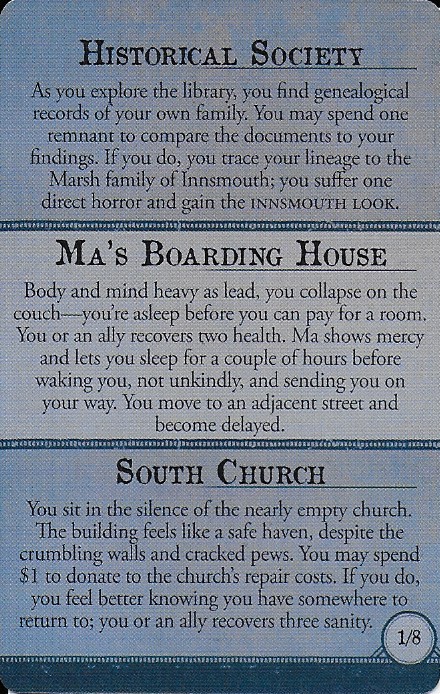 Historical Society
As you explore the library, you find genealogical
records of your own family. You may spend one
remnant to compare the documents to your
findings. If you do, you trace your lineage to the
Marsh family of Innsmouth; you suffer one
direct horror and gain the INNSMOUTH LOOK.
Ma's Boarding House
Body and mind heavy as lead, you collapse on the
couch—you're asleep before you can pay for a room.
You or an ally recovers two health. Ma shows mercy
and lets you sleep for a couple of hours before
waking you, not unkindly, and sending you on
your way. You move to an adjacent street and
become delayed.
South Church
You sit in the silence of the nearly empty church.
The building feels like a safe haven, despite the
crumbling walls and cracked pews. You may spend
$1 to donate to the church's repair costs. If you do,
you feel better knowing you have somewhere to
return to; you or an ally recovers three sanity.
1/8